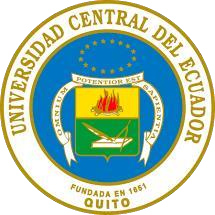 UNIVERSIDAD CENTRAL DEL ECUADOR
OMNIUM POTENTIOR EST SAPIENTIA
FUNDADA EN 1651
QUITO